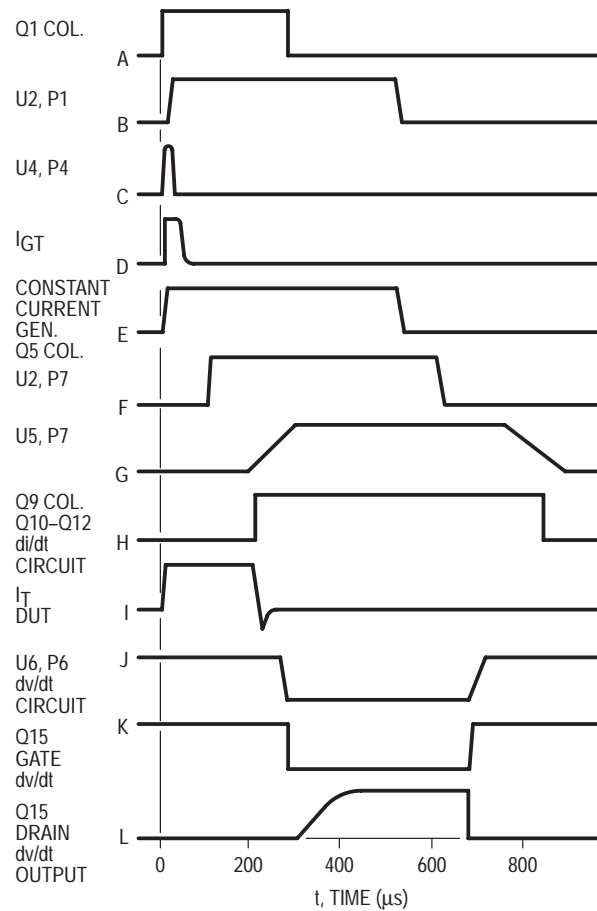 Q1 COL.
A
U2, P1
B
U4, P4
C
IGT
D
CONSTANT
CURRENT
GEN.
E
Q5 COL.
U2, P7
F
U5, P7
G
Q9 COL.
Q10–Q12
di/dt
CIRCUIT
H
IT
DUT
I
J
U6, P6
dv/dt
CIRCUIT
K
Q15
GATE
dv/dt
Q15
DRAIN
dv/dt
OUTPUT
L
0 200 400 600 800
t, TIME (µs)